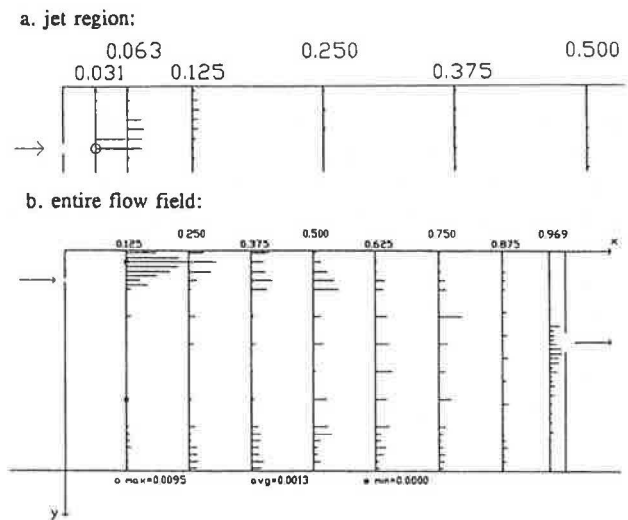 a. jet region:
0.063 0.250 0.500
0.031 0.125 0.375
b. entire flow field:
0.125 0.250 0.375 0.500 0.625 0.750 0.875 0.969 x
o max=0.0095 avg=0.0013 ● min=0.0000
y